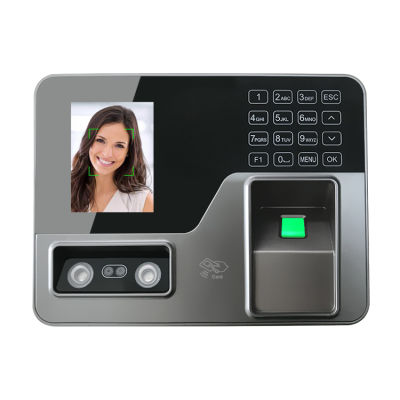 1 2ABC 3DEF ESC
4GHI 5JKL 6MNO
7PQRS 8TUV 9WXYZ
F1 0 MENU OK